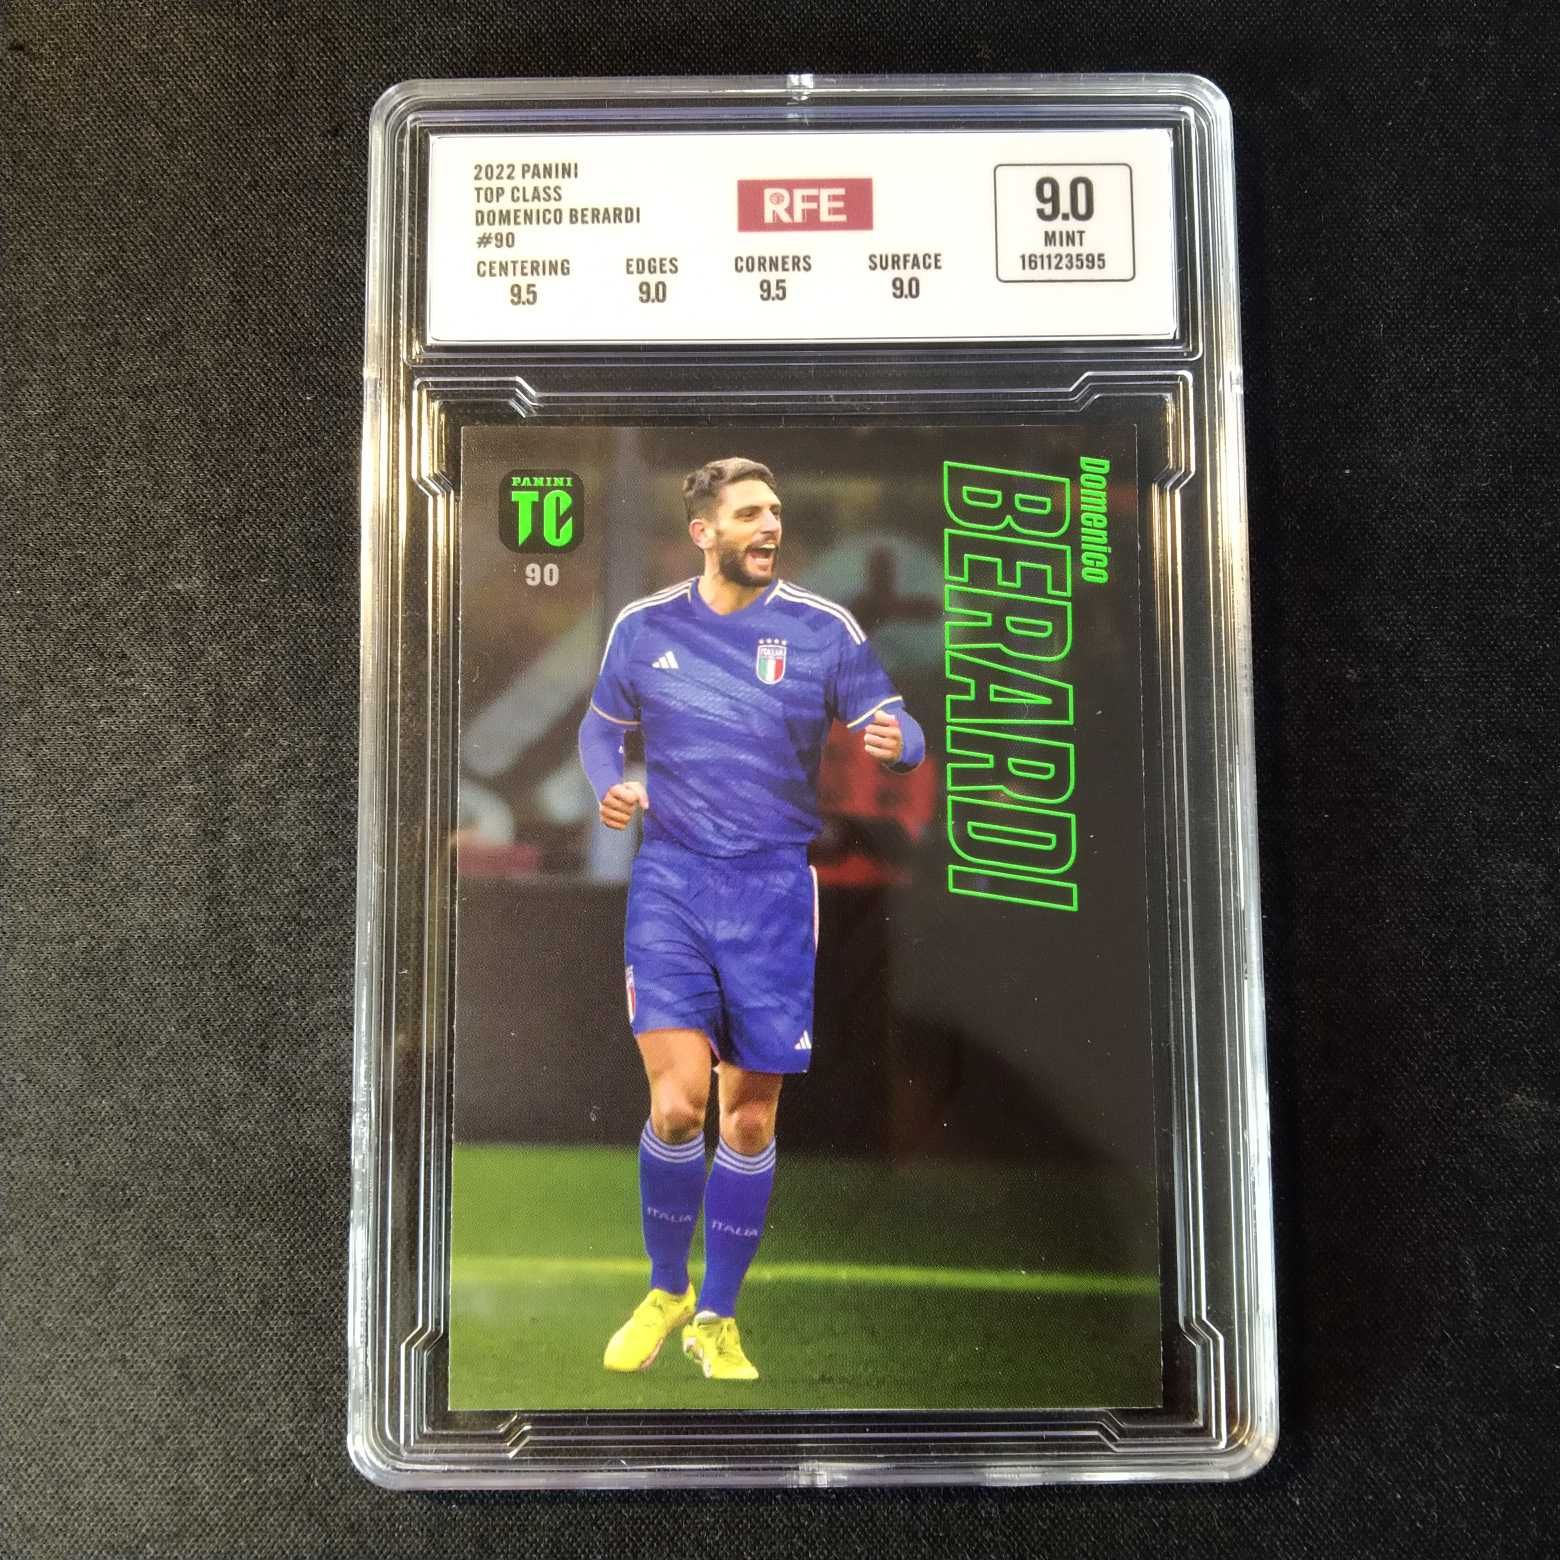 2022 PANINI
TOP CLASS
DOMENICO BERARDI
#90
CENTERING EDGES CORNERS SURFACE
9.5 9.0 9.5 9.0
RFE
9.0
MINT
161123595
PANINI
TC
90
Domenico
BERARDI
ITALIA
ITALIA
ITALIA